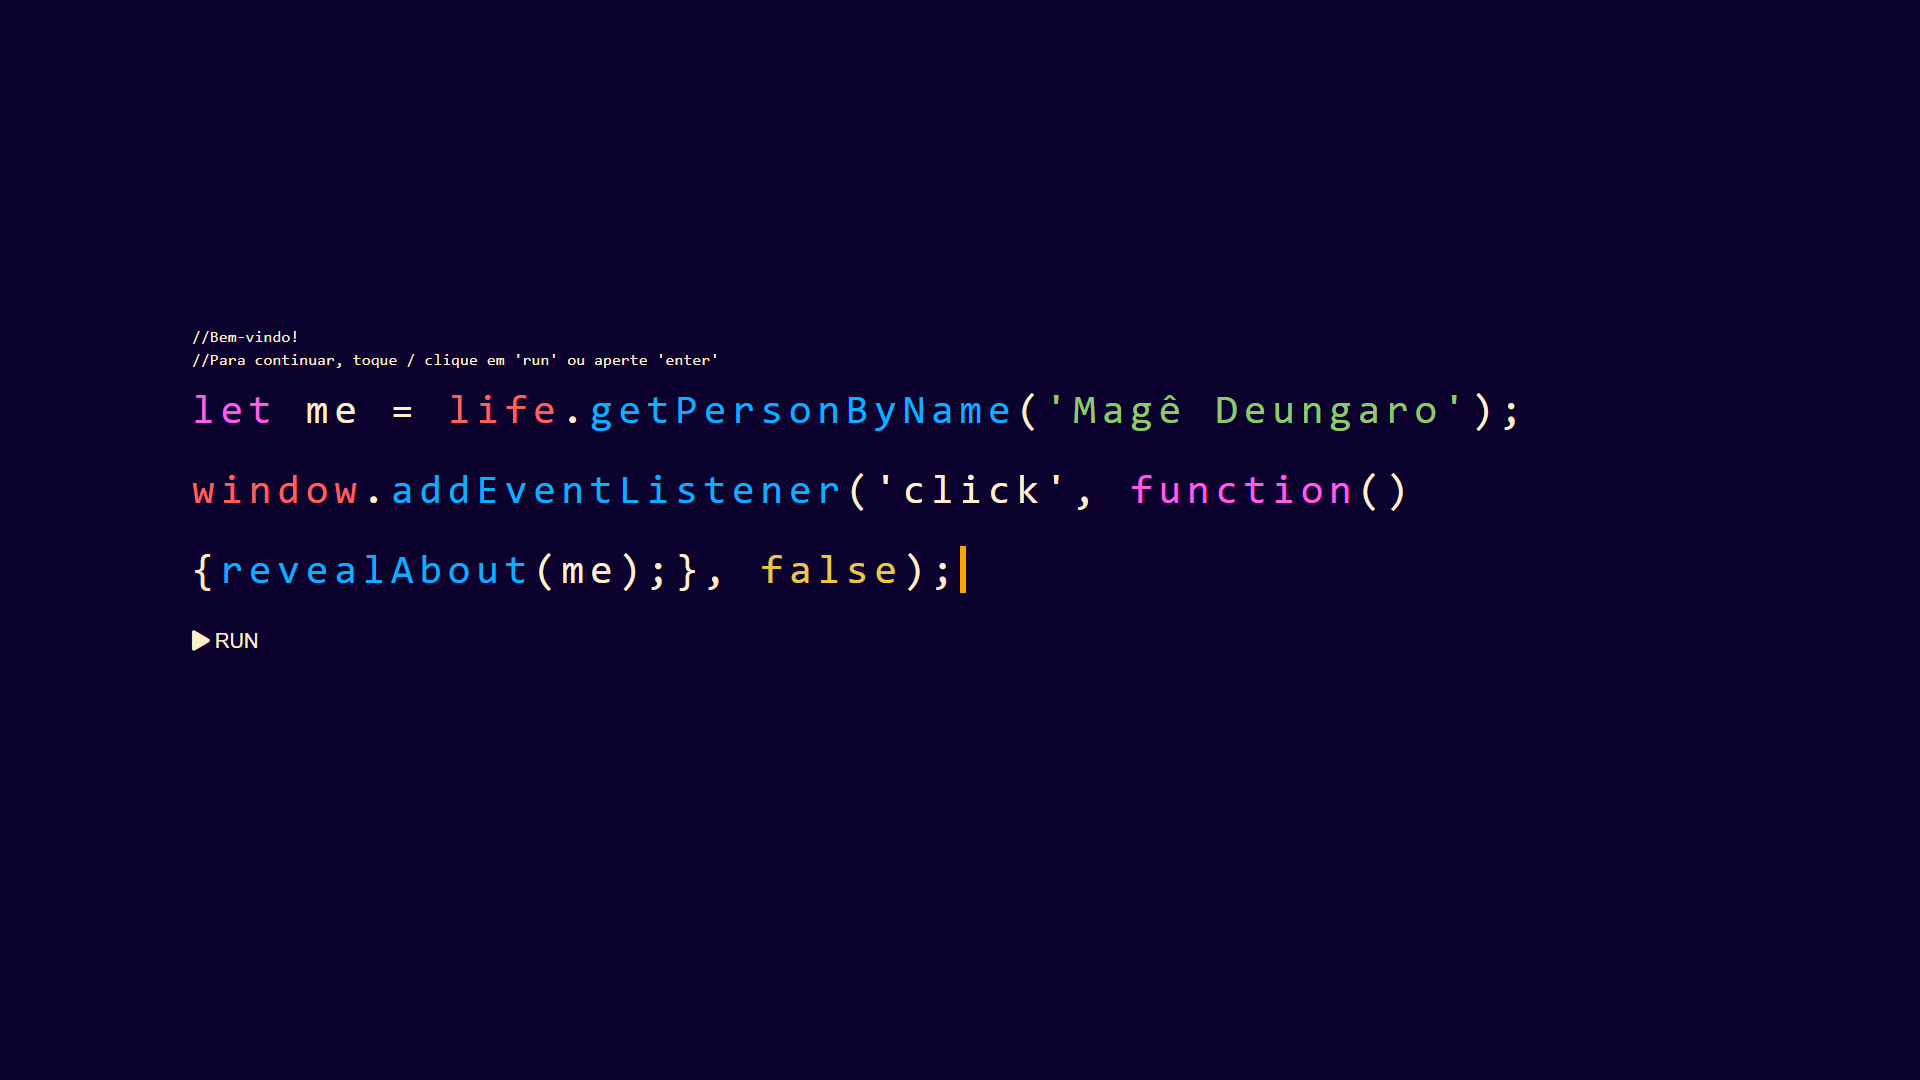 //Bem-vindo!
//Para continuar, toque / clique em 'run' ou aperte 'enter'
let me = life.getPersonByName('Magê Deungaro');
window.addEventListener('click', function()
{revealAbout(me);}, false);
RUN